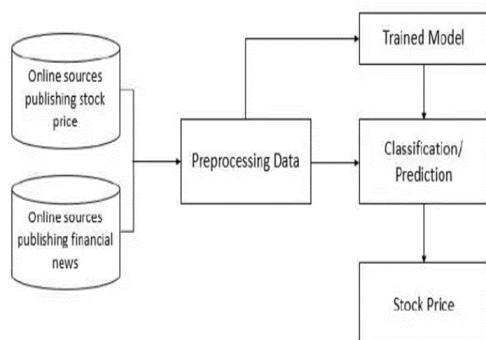 Online sources
publishing stock
price
Online sources
publishing financial
news
Preprocessing Data
Trained Model
Classification/
Prediction
Stock Price